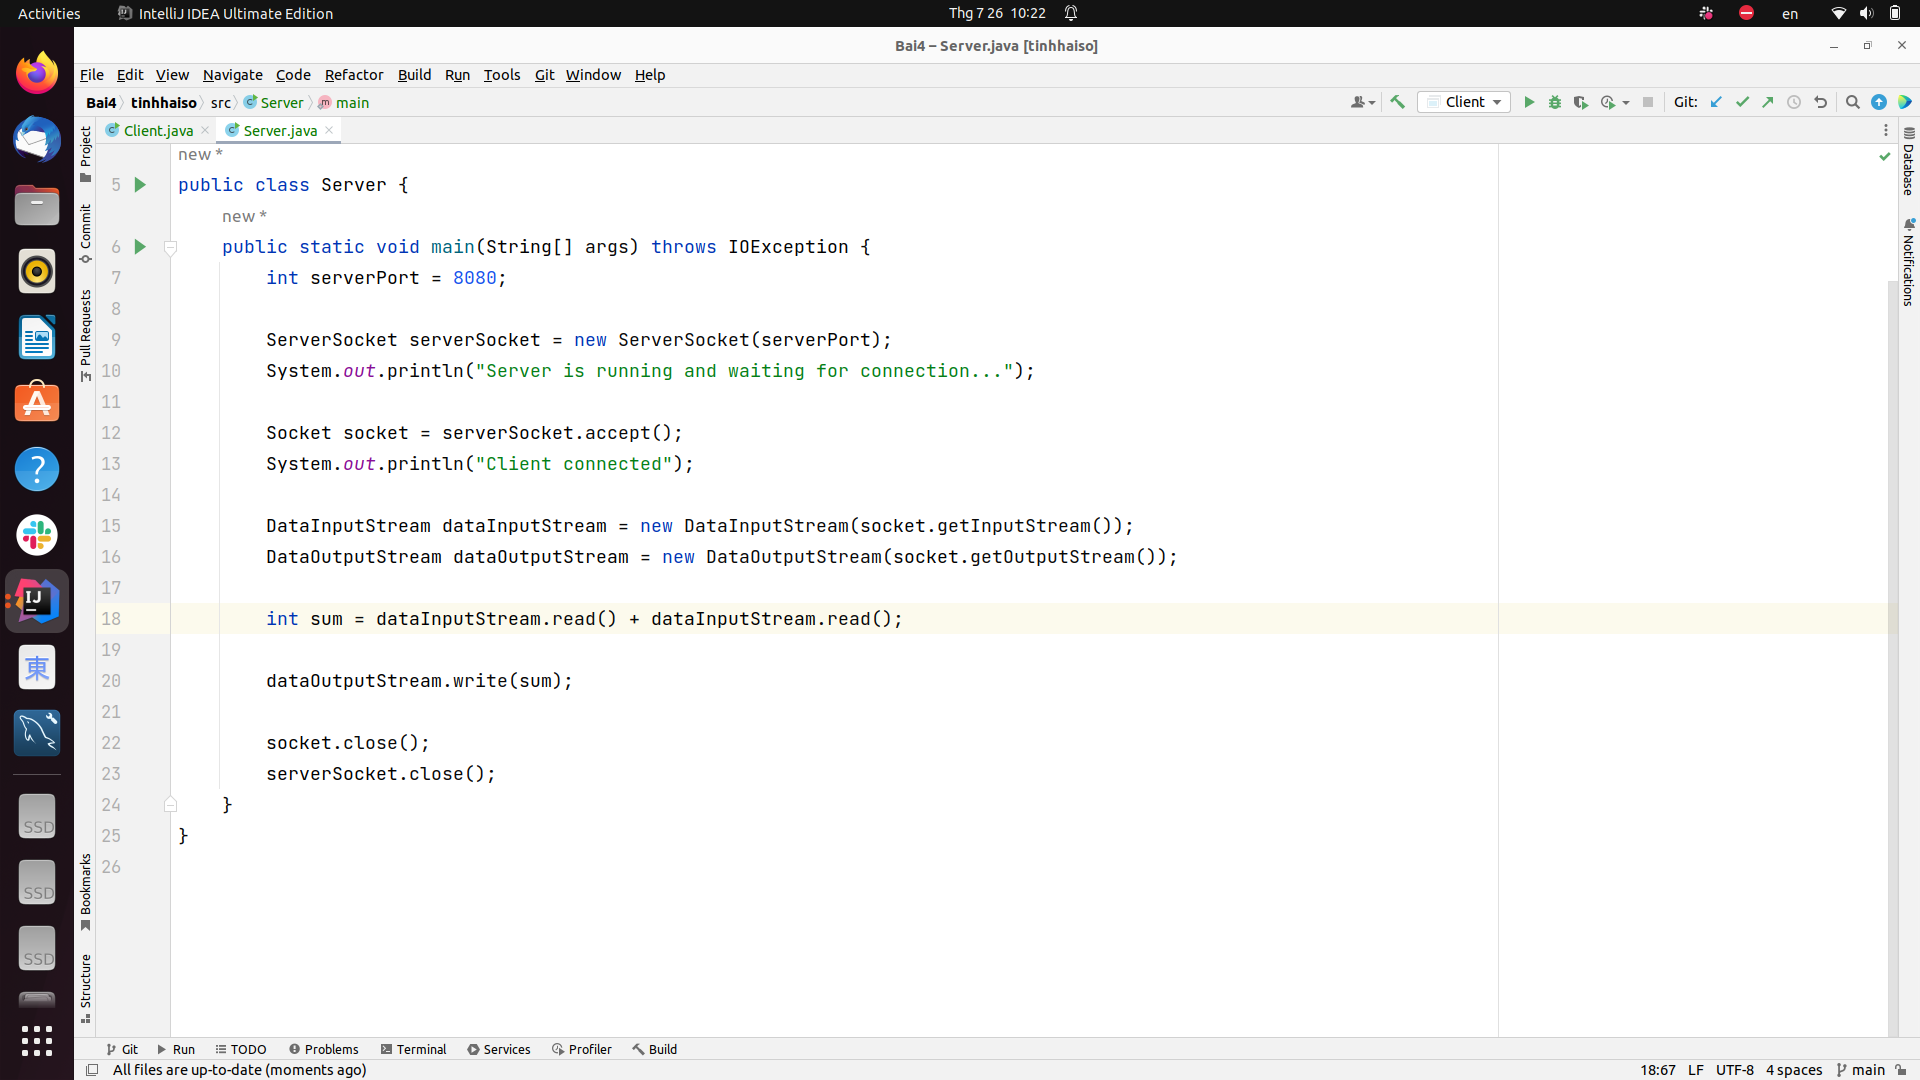 Activities
IntelliJ IDEA Ultimate Edition
Thg 7 26 10:22
en
Bai4 – Server.java [tinhhaiso]
File Edit View Navigate Code Refactor Build Run Tools Git Window Help
Bai4 tinhhaiso src Server main
Client
Git:
Client.java Server.java
Project
Commit
Pull Requests
Bookmarks
Structure
Database
Notifications
new *
5 public class Server {
new *
6 public static void main(String[] args) throws IOException {
7 int serverPort = 8080;
8
9 ServerSocket serverSocket = new ServerSocket(serverPort);
10 System.out.println("Server is running and waiting for connection...");
11
12 Socket socket = serverSocket.accept();
13 System.out.println("Client connected");
14
15 DataInputStream dataInputStream = new DataInputStream(socket.getInputStream());
16 DataOutputStream dataOutputStream = new DataOutputStream(socket.getOutputStream());
17
18 int sum = dataInputStream.read() + dataInputStream.read();
19
20 dataOutputStream.write(sum);
21
22 socket.close();
23 serverSocket.close();
24 }
25 }
26
IJ
東
SSD
SSD
SSD
Git Run TODO Problems Terminal Services Profiler Build
All files are up-to-date (moments ago)
18:67 LF UTF-8 4 spaces main